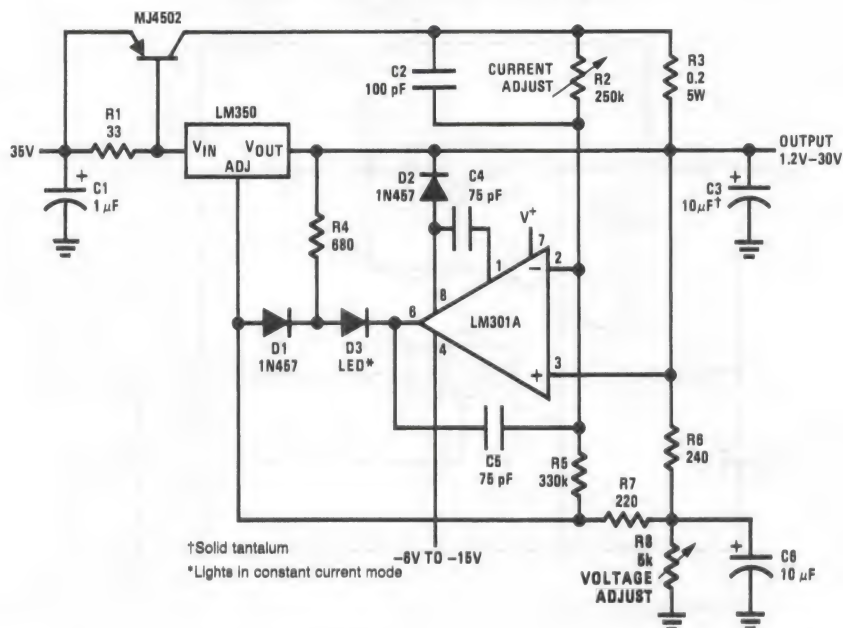 MJ4502
C2
100 pF
CURRENT
ADJUST
R2
250k
R3
0.2
5W
R1
33
LM350
35V
VIN
VOUT
ADJ
OUTPUT
1.2V–30V
C1
1 μF
D2
1N457
C4
75 pF
V+
7
C3
10μF†
R4
680
8
1
2
−
6
LM301A
4
3
+
D1
1N457
D3
LED*
C5
75 pF
R5
330k
R6
240
R7
220
R8
5k
VOLTAGE
ADJUST
C6
10 μF
†Solid tantalum
*Lights in constant current mode
–6V TO –15V